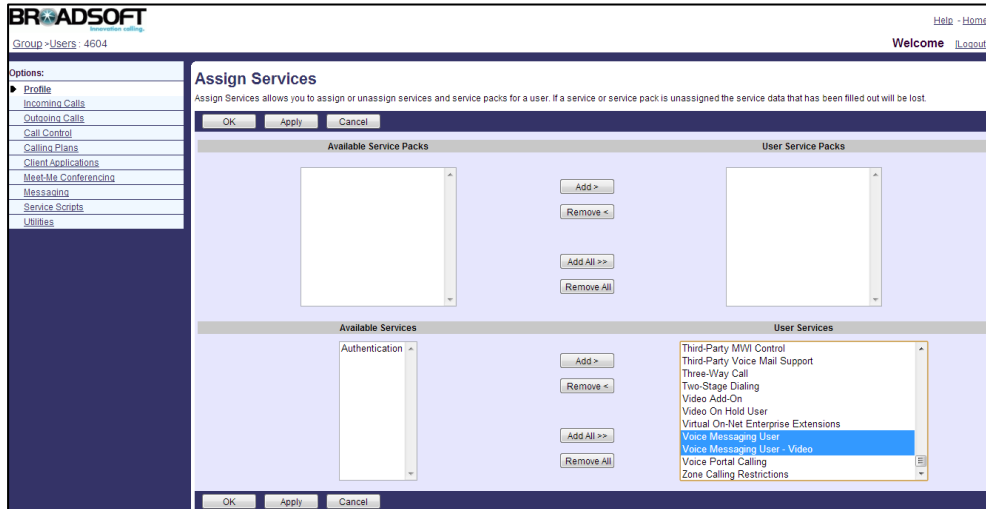 BROADSOFT
Innovation calling.
Help - Home
Group >Users : 4604
Welcome [Logout
Options:
Profile
Incoming Calls
Outgoing Calls
Call Control
Calling Plans
Client Applications
Meet-Me Conferencing
Messaging
Service Scripts
Utilities
Assign Services
Assign Services allows you to assign or unassign services and service packs for a user. If a service or service pack is unassigned the service data that has been filled out will be lost.
OK Apply Cancel
Available Service Packs User Service Packs
Add >
Remove <
Add All >>
Remove All
Available Services User Services
Authentication
Add >
Remove <
Add All >>
Remove All
Third-Party MWI Control
Third-Party Voice Mail Support
Three-Way Call
Two-Stage Dialing
Video Add-On
Video On Hold User
Virtual On-Net Enterprise Extensions
Voice Messaging User
Voice Messaging User - Video
Voice Portal Calling
Zone Calling Restrictions
OK Apply Cancel